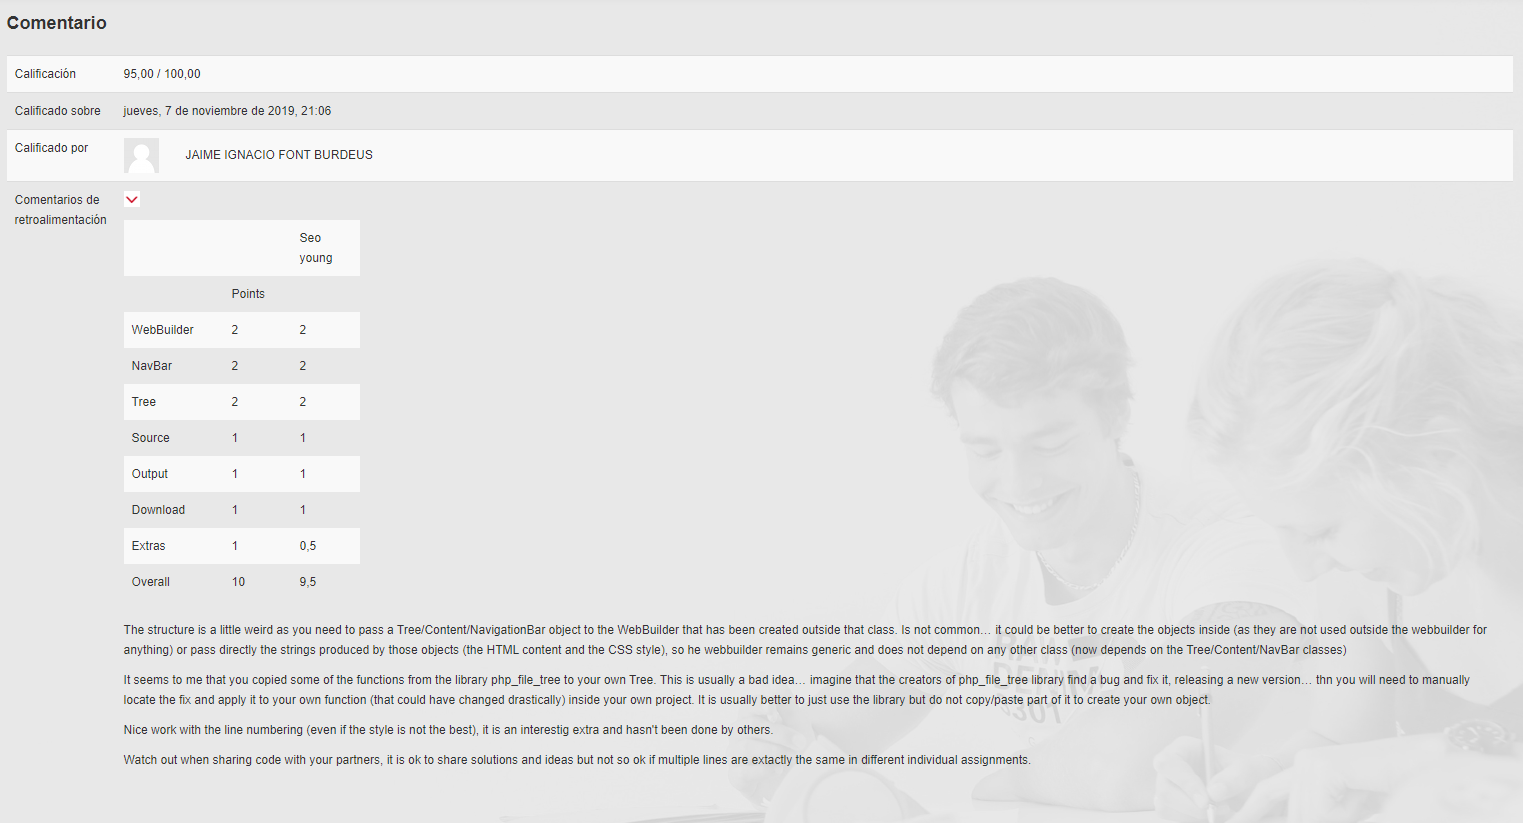 Comentario
Calificación 95,00 / 100,00
Calificado sobre jueves, 7 de noviembre de 2019, 21:06
Calificado por JAIME IGNACIO FONT BURDEUS
Comentarios de
retroalimentación
Seo
young
Points
WebBuilder 2 2
NavBar 2 2
Tree 2 2
Source 1 1
Output 1 1
Download 1 1
Extras 1 0,5
Overall 10 9,5
The structure is a little weird as you need to pass a Tree/Content/NavigationBar object to the WebBuilder that has been created outside that class. Is not common… it could be better to create the objects inside (as they are not used outside the webbuilder for
anything) or pass directly the strings produced by those objects (the HTML content and the CSS style), so he webbuilder remains generic and does not depend on any other class (now depends on the Tree/Content/NavBar classes)
It seems to me that you copied some of the functions from the library php_file_tree to your own Tree. This is usually a bad idea… imagine that the creators of php_file_tree library find a bug and fix it, releasing a new version… thn you will need to manually
locate the fix and apply it to your own function (that could have changed drastically) inside your own project. It is usually better to just use the library but do not copy/paste part of it to create your own object.
Nice work with the line numbering (even if the style is not the best), it is an interestig extra and hasn't been done by others.
Watch out when sharing code with your partners, it is ok to share solutions and ideas but not so ok if multiple lines are extactly the same in different individual assignments.